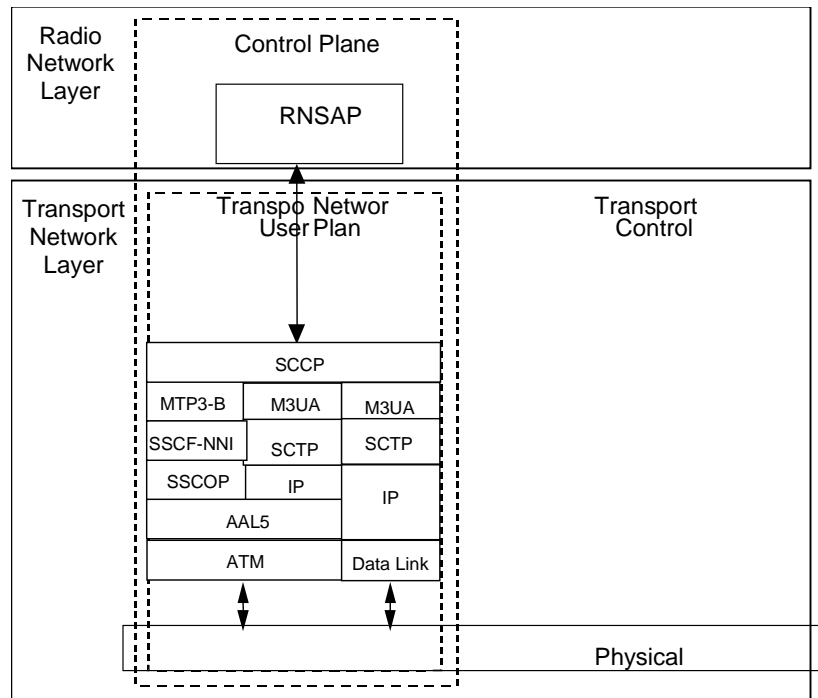 Radio
Network
Layer
Control Plane
RNSAP
Transport
Network
Layer
Transpo Networ
User Plan
Transport
Control
SCCP
MTP3-B
M3UA
M3UA
SSCF-NNI
SCTP
SCTP
SSCOP
IP
IP
AAL5
ATM
Data Link
Physical